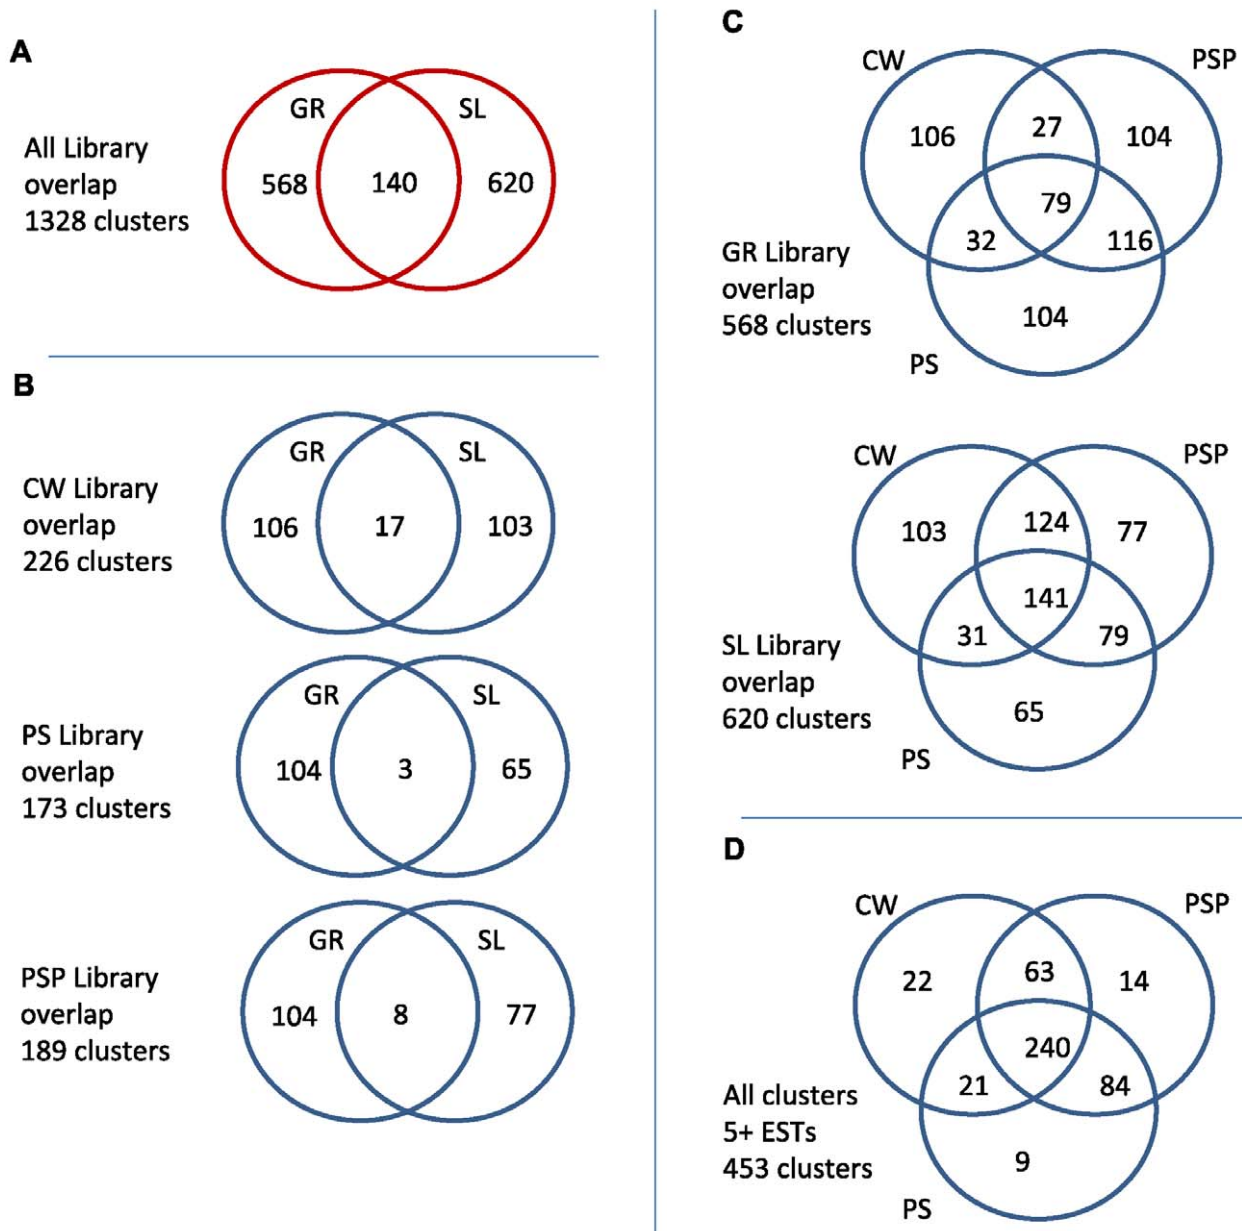 A
GR
SL
All Library
overlap
1328 clusters
568
140
620
B
GR
SL
CW Library
overlap
226 clusters
106
17
103
GR
SL
PS Library
overlap
173 clusters
104
3
65
GR
SL
PSP Library
overlap
189 clusters
104
8
77
C
CW
PSP
106
27
104
79
32
116
GR Library
overlap
568 clusters
104
PS
CW
PSP
103
124
77
141
31
79
SL Library
overlap
620 clusters
65
PS
D
CW
PSP
22
63
14
240
21
84
All clusters
5+ ESTs
453 clusters
9
PS